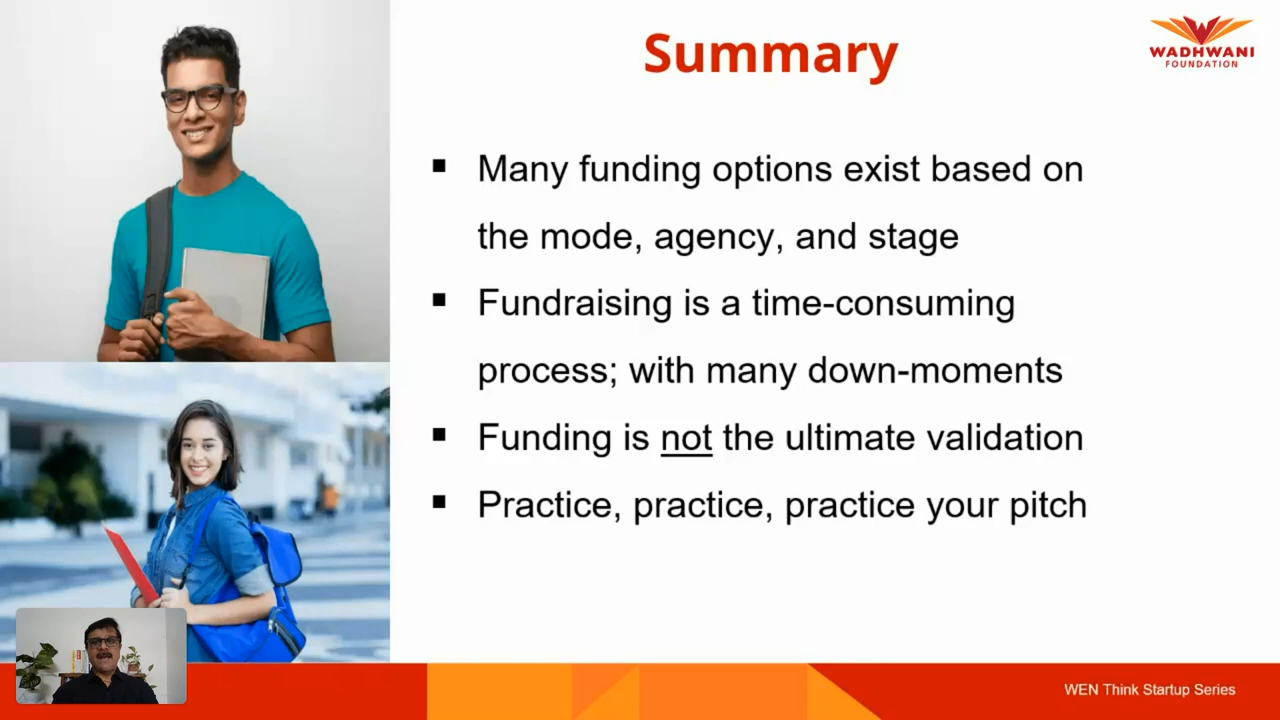 Summary
WADHWANI
FOUNDATION
▪ Many funding options exist based on
the mode, agency, and stage
▪ Fundraising is a time-consuming
process; with many down-moments
▪ Funding is not the ultimate validation
▪ Practice, practice, practice your pitch
WEN Think Startup Series